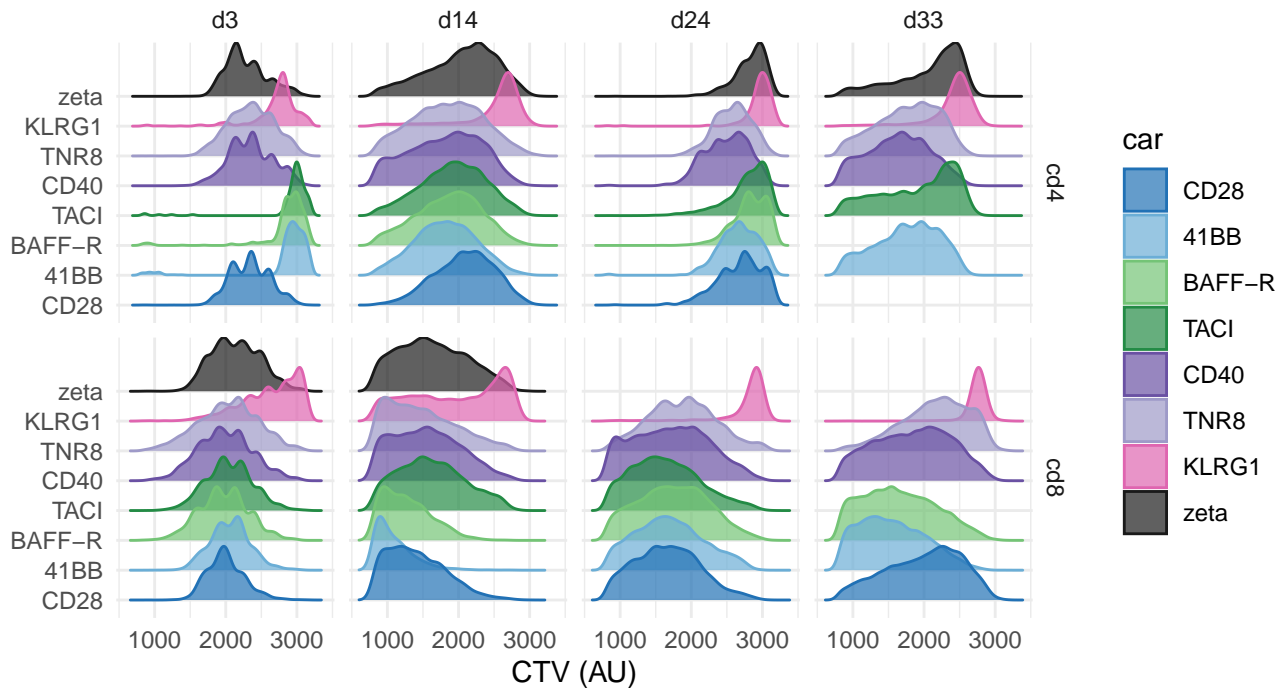 d3 d14 d24 d33
zeta
KLRG1
TNR8
CD40
TACI
BAFF−R
41BB
CD28
cd4
zeta
KLRG1
TNR8
CD40
TACI
BAFF−R
41BB
CD28
cd8
1000 2000 3000 1000 2000 3000 1000 2000 3000 1000 2000 3000
CTV (AU)
car
CD28
41BB
BAFF−R
TACI
CD40
TNR8
KLRG1
zeta